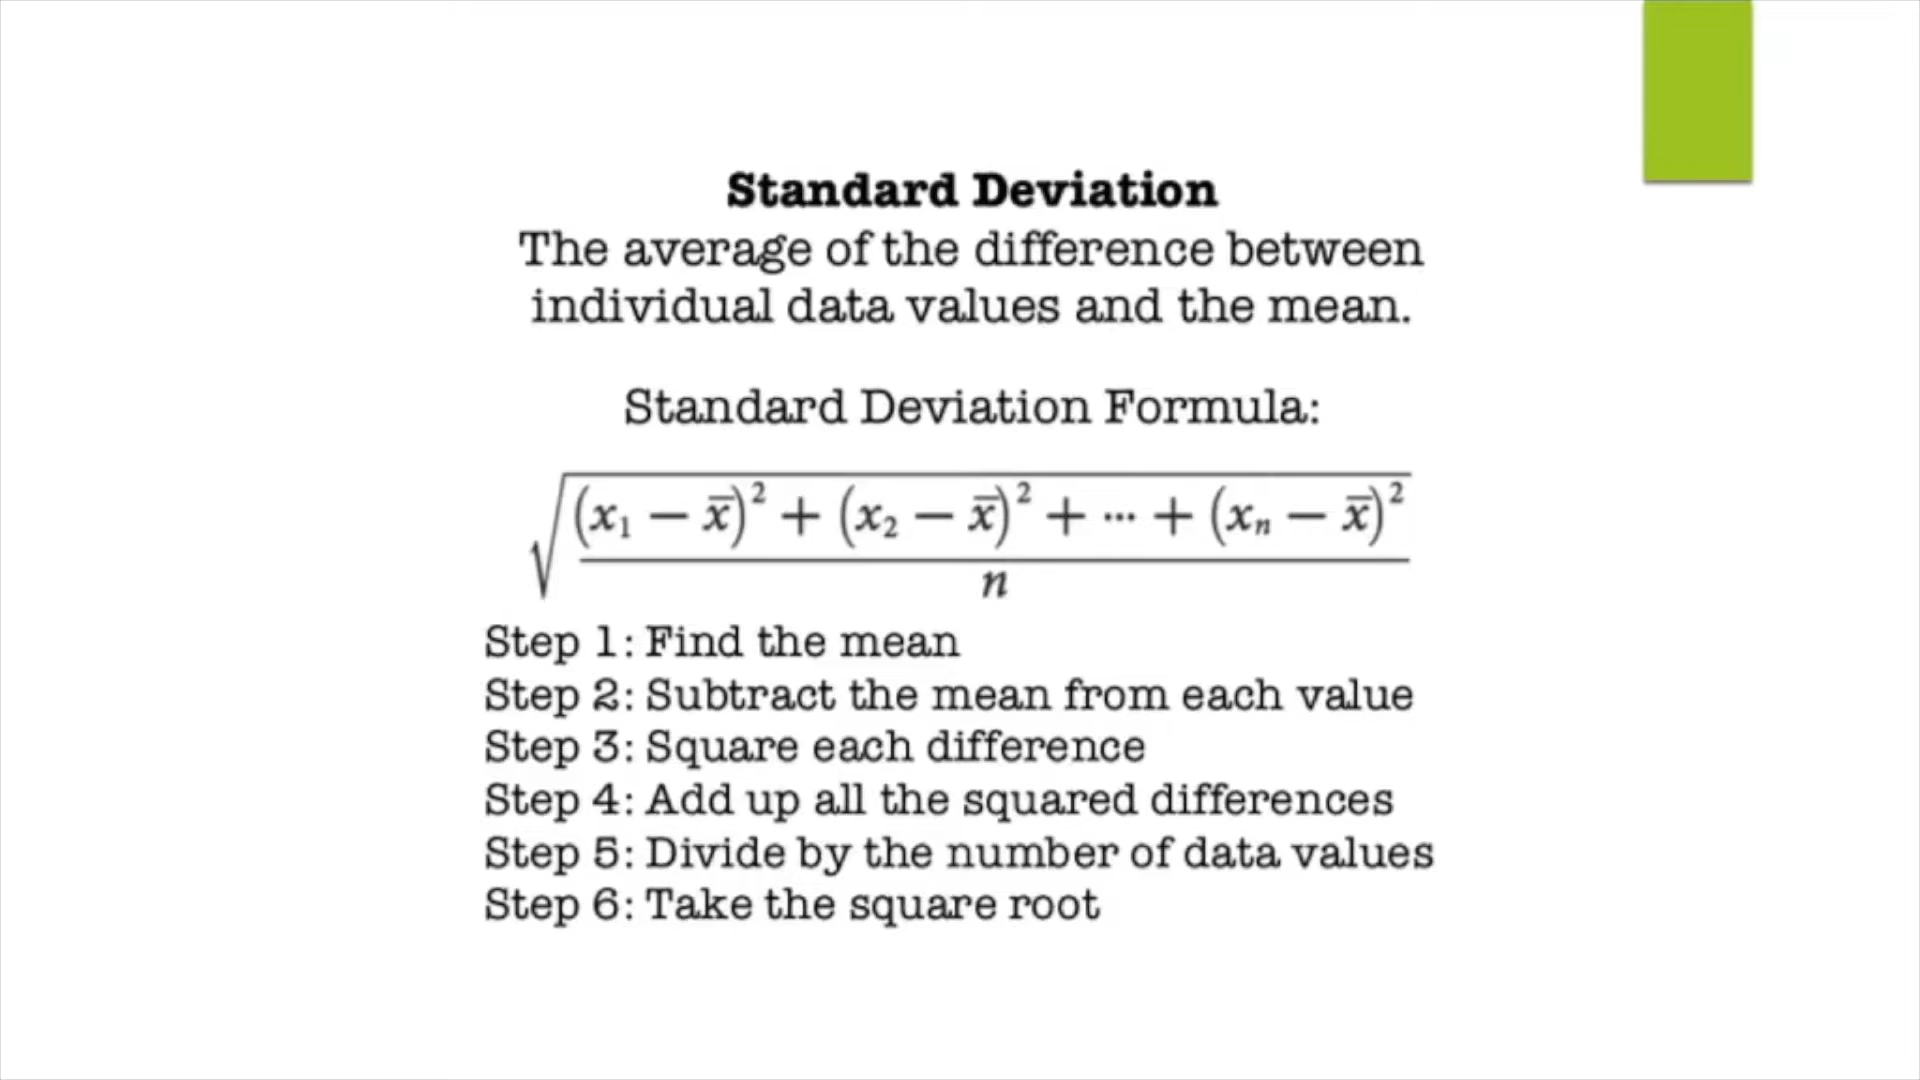 Standard Deviation
The average of the difference between
individual data values and the mean.
Standard Deviation Formula:
√((x₁ − x̄)² + (x₂ − x̄)² + ··· + (xₙ − x̄)² / n)
Step 1: Find the mean
Step 2: Subtract the mean from each value
Step 3: Square each difference
Step 4: Add up all the squared differences
Step 5: Divide by the number of data values
Step 6: Take the square root